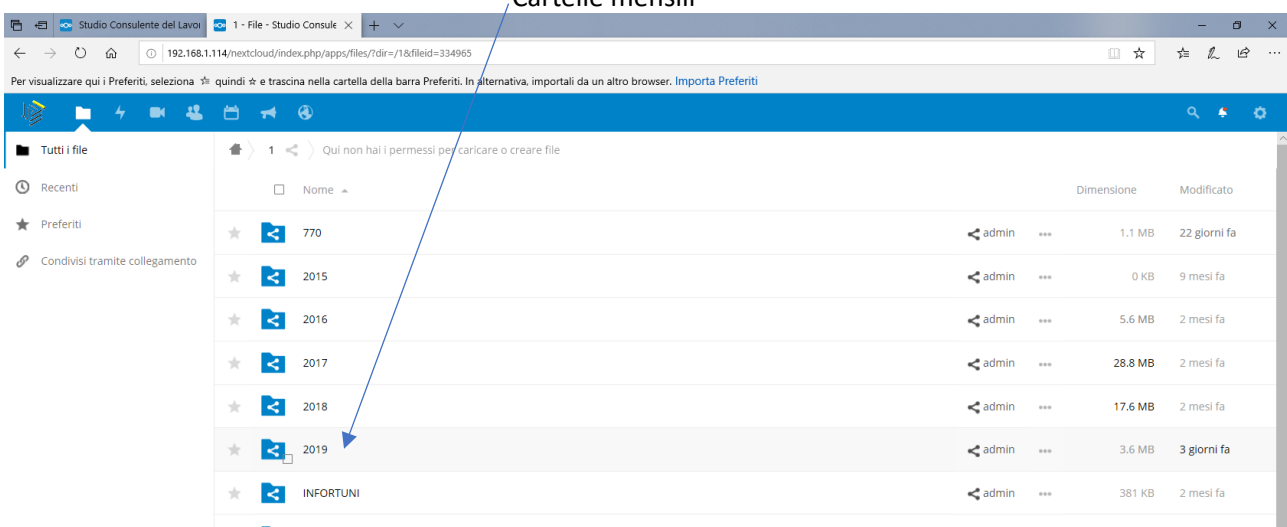 Cartelle mensili
Studio Consulente del Lavoi
1 - File - Studio Consule
192.168.1.114/nextcloud/index.php/apps/files/?dir=/1&fileid=334965
Per visualizzare qui i Preferiti, seleziona quindi e trascina nella cartella della barra Preferiti. In alternativa, importali da un altro browser. Importa Preferiti
Tutti i file
1 Qui non hai i permessi per caricare o creare file
Recenti
Nome Dimensione Modificato
Preferiti
770 admin 1.1 MB 22 giorni fa
Condivisi tramite collegamento
2015 admin 0 KB 9 mesi fa
2016 admin 5.6 MB 2 mesi fa
2017 admin 28.8 MB 2 mesi fa
2018 admin 17.6 MB 2 mesi fa
2019 admin 3.6 MB 3 giorni fa
INFORTUNI admin 381 KB 2 mesi fa